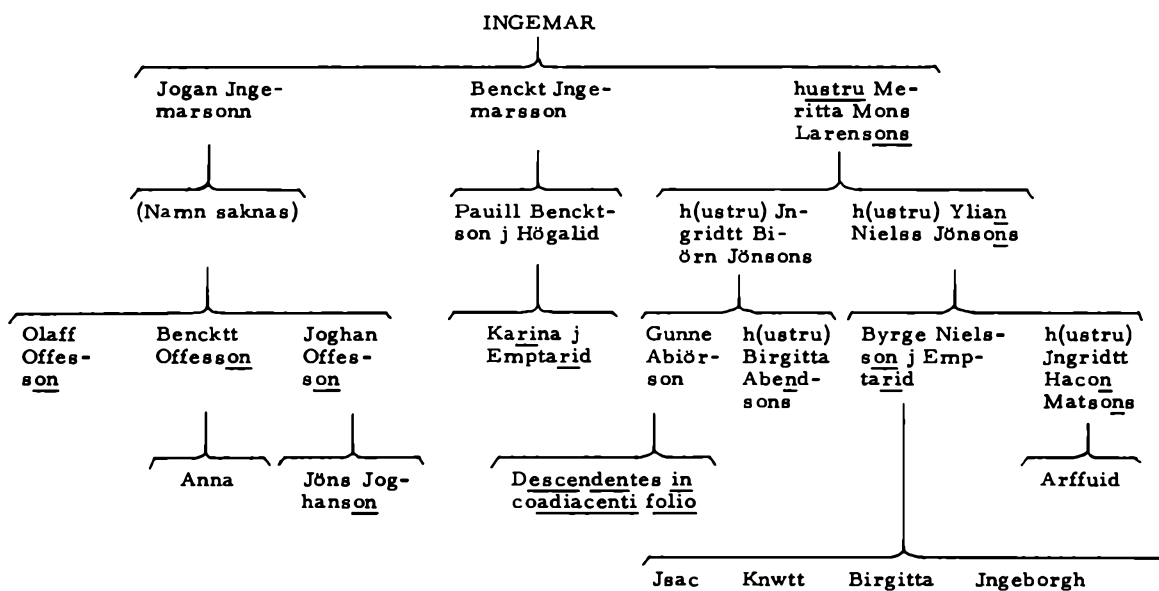 INGEMAR
Jogan Jnge-
marsonn
Benckt Jnge-
marsson
hustru Me-
ritta Mons
Larensons
(Namn saknas)
Pauill Benckt-
son j Högalid
h(ustru) Jn-
gridtt Bi-
örn Jönsons
h(ustru) Ylian
Nielss Jönsons
Olaff
Offes-
son
Bencktt
Offesson
Joghan
Offes-
son
Karina j
Emptarid
Gunne
Abiör-
son
h(ustru)
Birgitta
Abend-
sons
Byrge Niels-
son j Emp-
tarid
h(ustru)
Jngridtt
Hacon
Matsons
Anna
Jöns Jog-
hanson
Descendentes in
coadiacenti folio
Arffuid
Jsac Knwtt Birgitta Jngeborgh